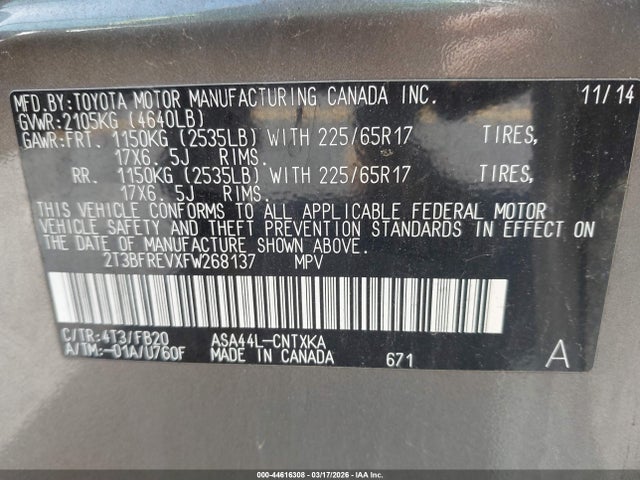 MFD.BY:TOYOTA MOTOR MANUFACTURING CANADA INC. 11/14
GVWR:2105KG (4640LB)
GAWR:FRT. 1150KG (2535LB) WITH 225/65R17 TIRES,
17X6.5J RIMS.
RR. 1150KG (2535LB) WITH 225/65R17 TIRES,
17X6.5J RIMS.
THIS VEHICLE CONFORMS TO ALL APPLICABLE FEDERAL MOTOR
VEHICLE SAFETY AND THEFT PREVENTION STANDARDS IN EFFECT ON
THE DATE OF MANUFACTURE SHOWN ABOVE.
2T3BFREVXFW268137 MPV
C/TR:4T3/FB20 ASA44L-CNTXKA
A/TM:-01A/U760F MADE IN CANADA 671 A
000-44616308 - 03/17/2026 - IAAI, Inc.